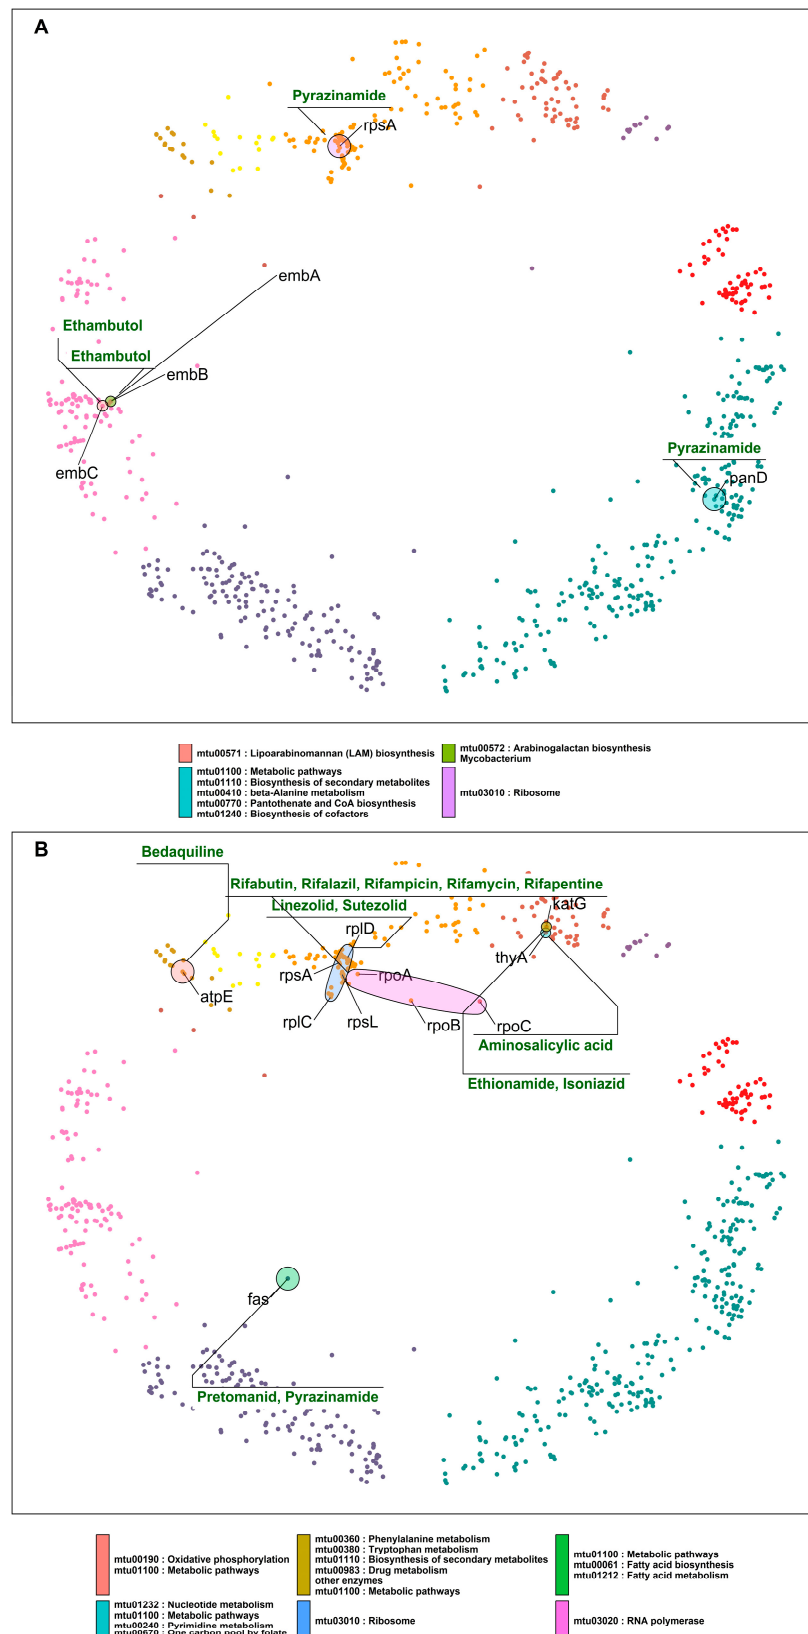 A
Pyrazinamide
rpsA
embA
Ethambutol
Ethambutol
embB
embC
Pyrazinamide
panD
mtu00571 : Lipoarabinomannan (LAM) biosynthesis
mtu01100 : Metabolic pathways
mtu01110 : Biosynthesis of secondary metabolites
mtu00410 : beta-Alanine metabolism
mtu00770 : Pantothenate and CoA biosynthesis
mtu01240 : Biosynthesis of cofactors
mtu00572 : Arabinogalactan biosynthesis
Mycobacterium
mtu03010 : Ribosome
B
Bedaquiline
Rifabutin, Rifalazil, Rifampicin, Rifamycin, Rifapentine
Linezolid, Sutezolid
katG
rplD
thyA
rpsA
rpoA
atpE
rplC
rpsL
rpoB
rpoC
Aminosalicylic acid
Ethionamide, Isoniazid
fas
Pretomanid, Pyrazinamide
mtu00190 : Oxidative phosphorylation
mtu01100 : Metabolic pathways
mtu01232 : Nucleotide metabolism
mtu01100 : Metabolic pathways
mtu00240 : Pyrimidine metabolism
mtu00670 : One carbon pool by folate
mtu00360 : Phenylalanine metabolism
mtu00380 : Tryptophan metabolism
mtu01110 : Biosynthesis of secondary metabolites
mtu00983 : Drug metabolism
other enzymes
mtu01100 : Metabolic pathways
mtu03010 : Ribosome
mtu01100 : Metabolic pathways
mtu00061 : Fatty acid biosynthesis
mtu01212 : Fatty acid metabolism
mtu03020 : RNA polymerase